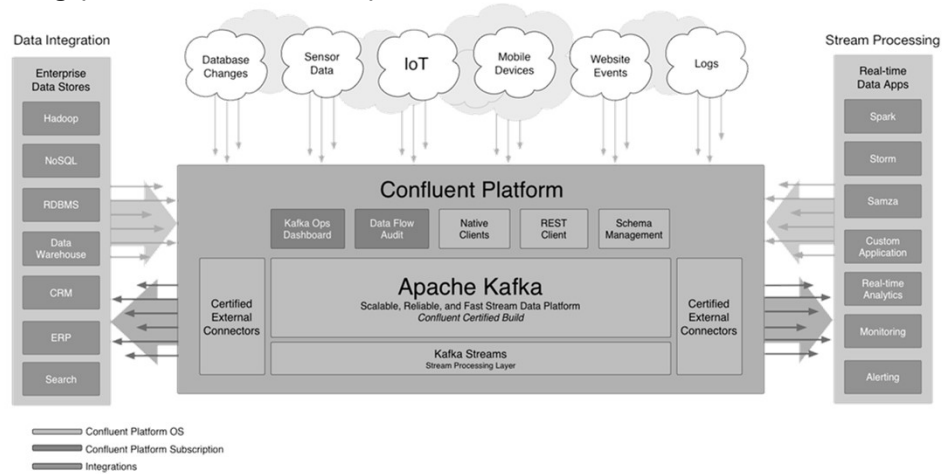 Data Integration
Stream Processing
Database
Changes
Sensor
Data
IoT
Mobile
Devices
Website
Events
Logs
Enterprise
Data Stores
Hadoop
NoSQL
RDBMS
Data
Warehouse
CRM
ERP
Search
Confluent Platform
Kafka Ops
Dashboard
Data Flow
Audit
Native
Clients
REST
Client
Schema
Management
Certified
External
Connectors
Apache Kafka
Scalable, Reliable, and Fast Stream Data Platform
Confluent Certified Build
Kafka Streams
Stream Processing Layer
Certified
External
Connectors
Real-time
Data Apps
Spark
Storm
Samza
Custom
Application
Real-time
Analytics
Monitoring
Alerting
Confluent Platform OS
Confluent Platform Subscription
Integrations